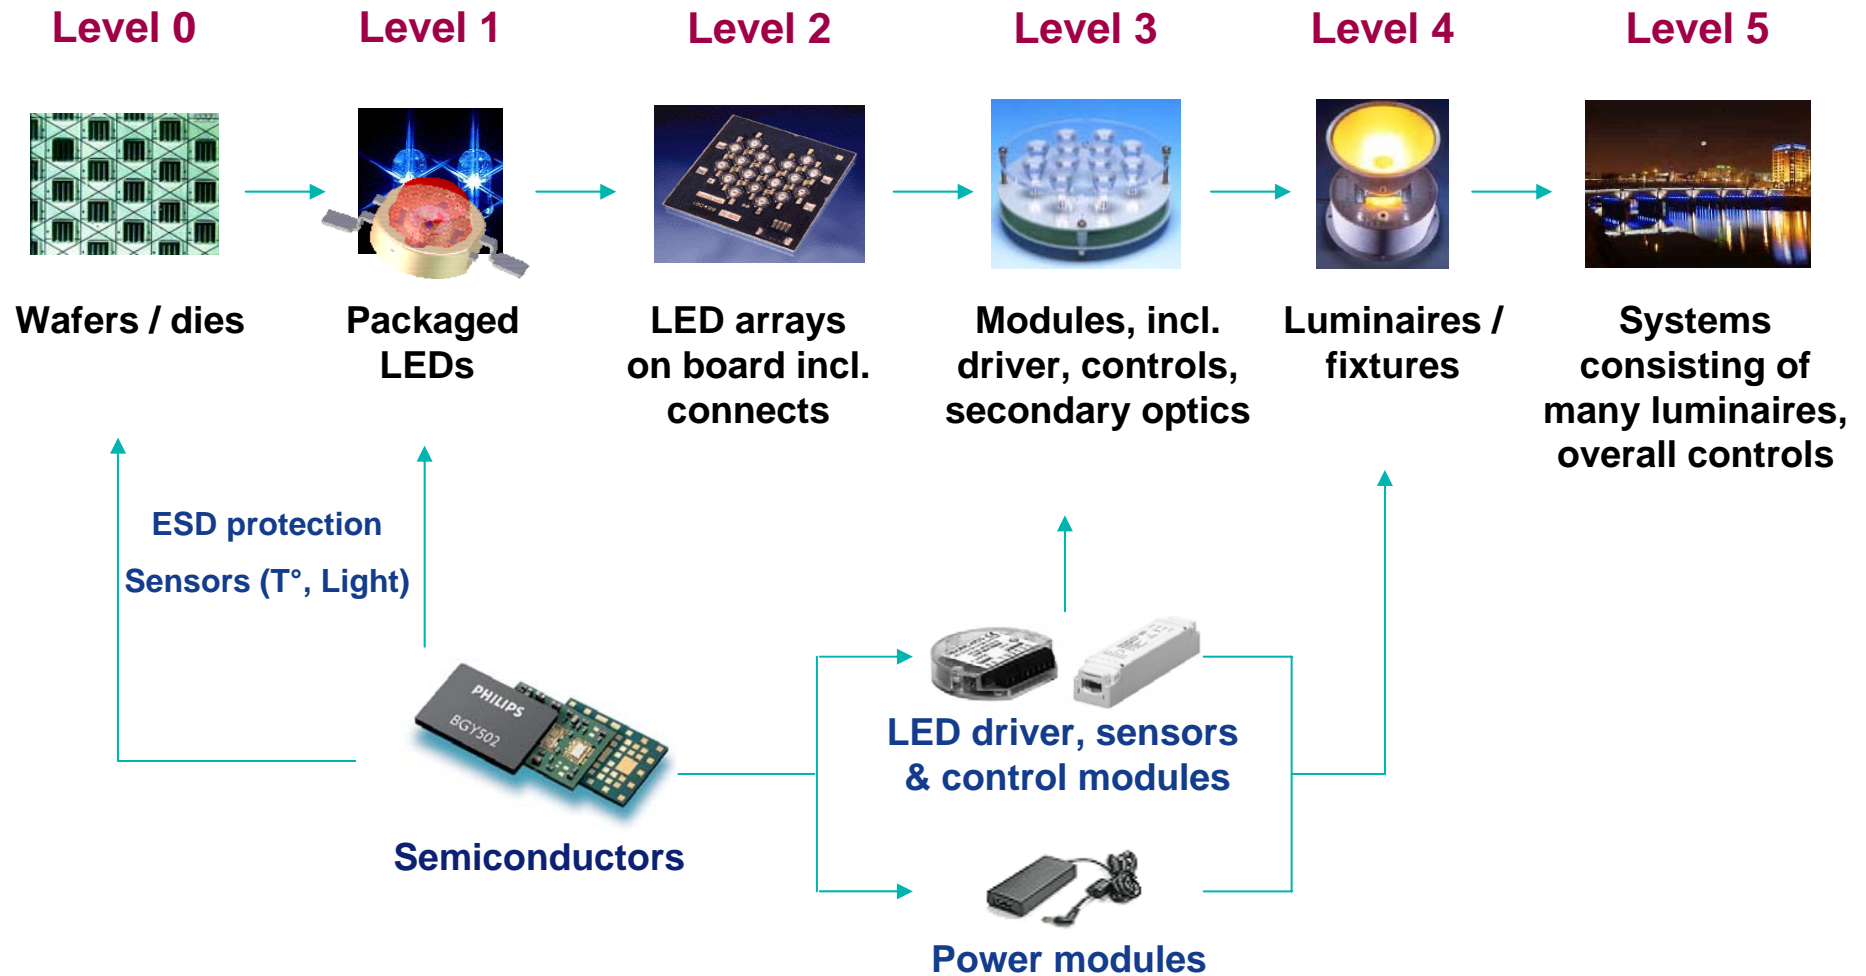 Level 0
Level 1
Level 2
Level 3
Level 4
Level 5
Wafers / dies
Packaged
LEDs
LED arrays
on board incl.
connects
Modules, incl.
driver, controls,
secondary optics
Luminaires /
fixtures
Systems
consisting of
many luminaires,
overall controls
ESD protection
Sensors (T°, Light)
PHILIPS
BGY502
Semiconductors
LED driver, sensors
& control modules
Power modules